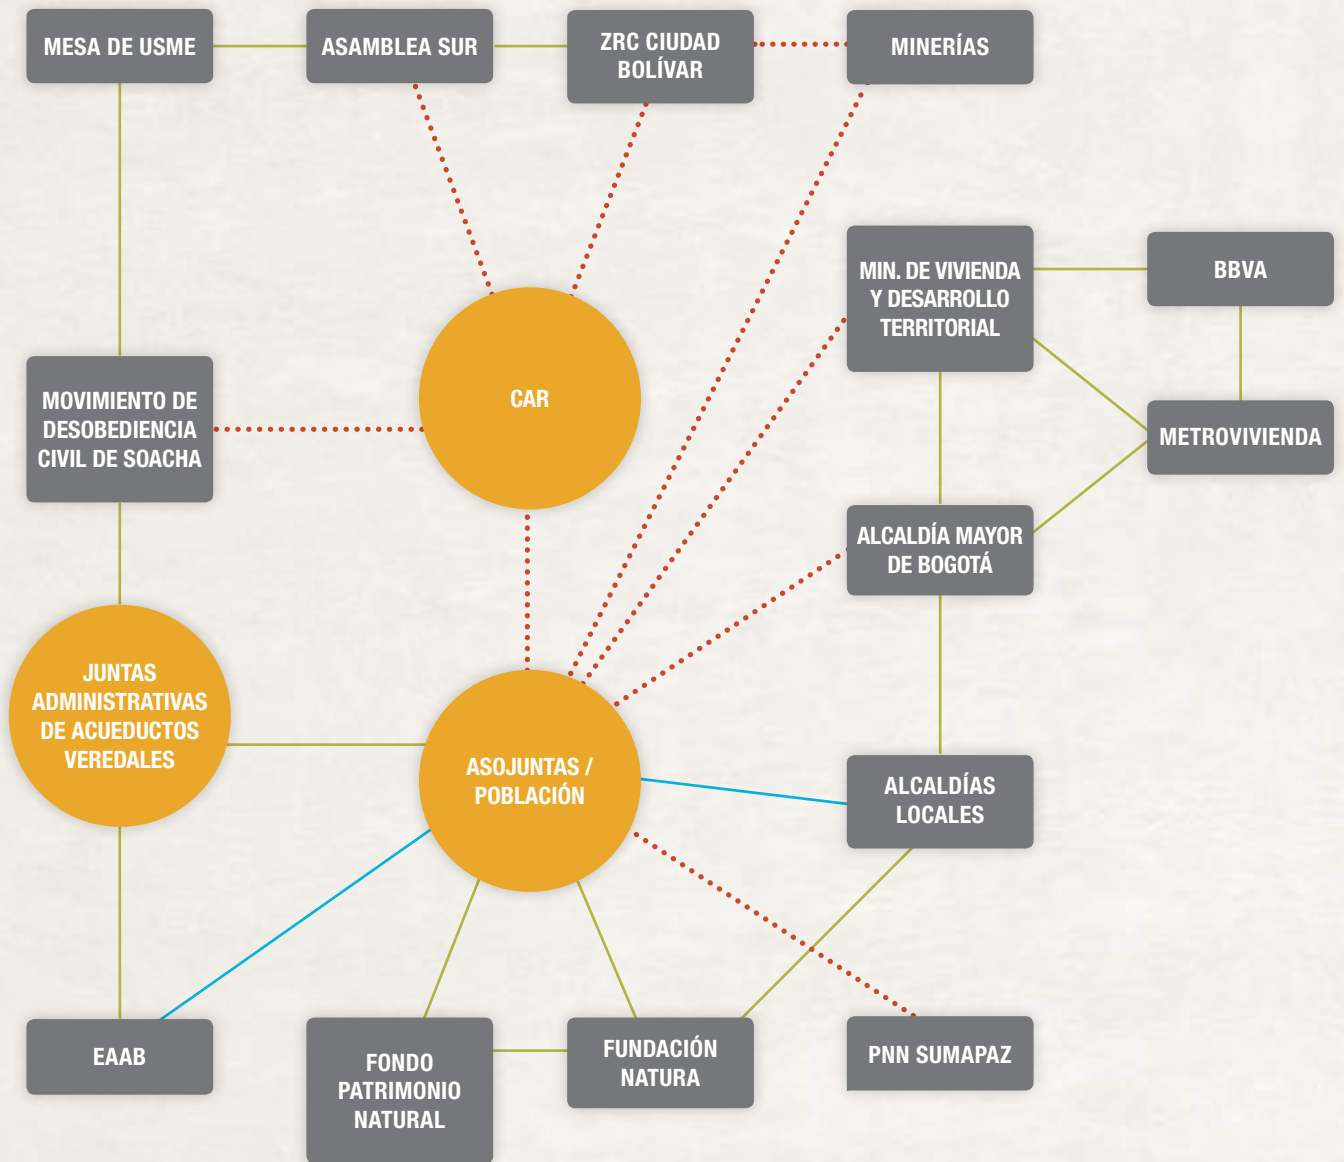 MESA DE USME
ASAMBLEA SUR
ZRC CIUDAD
BOLÍVAR
MINERÍAS
MIN. DE VIVIENDA
Y DESARROLLO
TERRITORIAL
BBVA
MOVIMIENTO DE
DESOBEDIENCIA
CIVIL DE SOACHA
CAR
METROVIVIENDA
ALCALDÍA MAYOR
DE BOGOTÁ
JUNTAS
ADMINISTRATIVAS
DE ACUEDUCTOS
VEREDALES
ASOJUNTAS /
POBLACIÓN
ALCALDÍAS
LOCALES
EAAB
FONDO
PATRIMONIO
NATURAL
FUNDACIÓN
NATURA
PNN SUMAPAZ